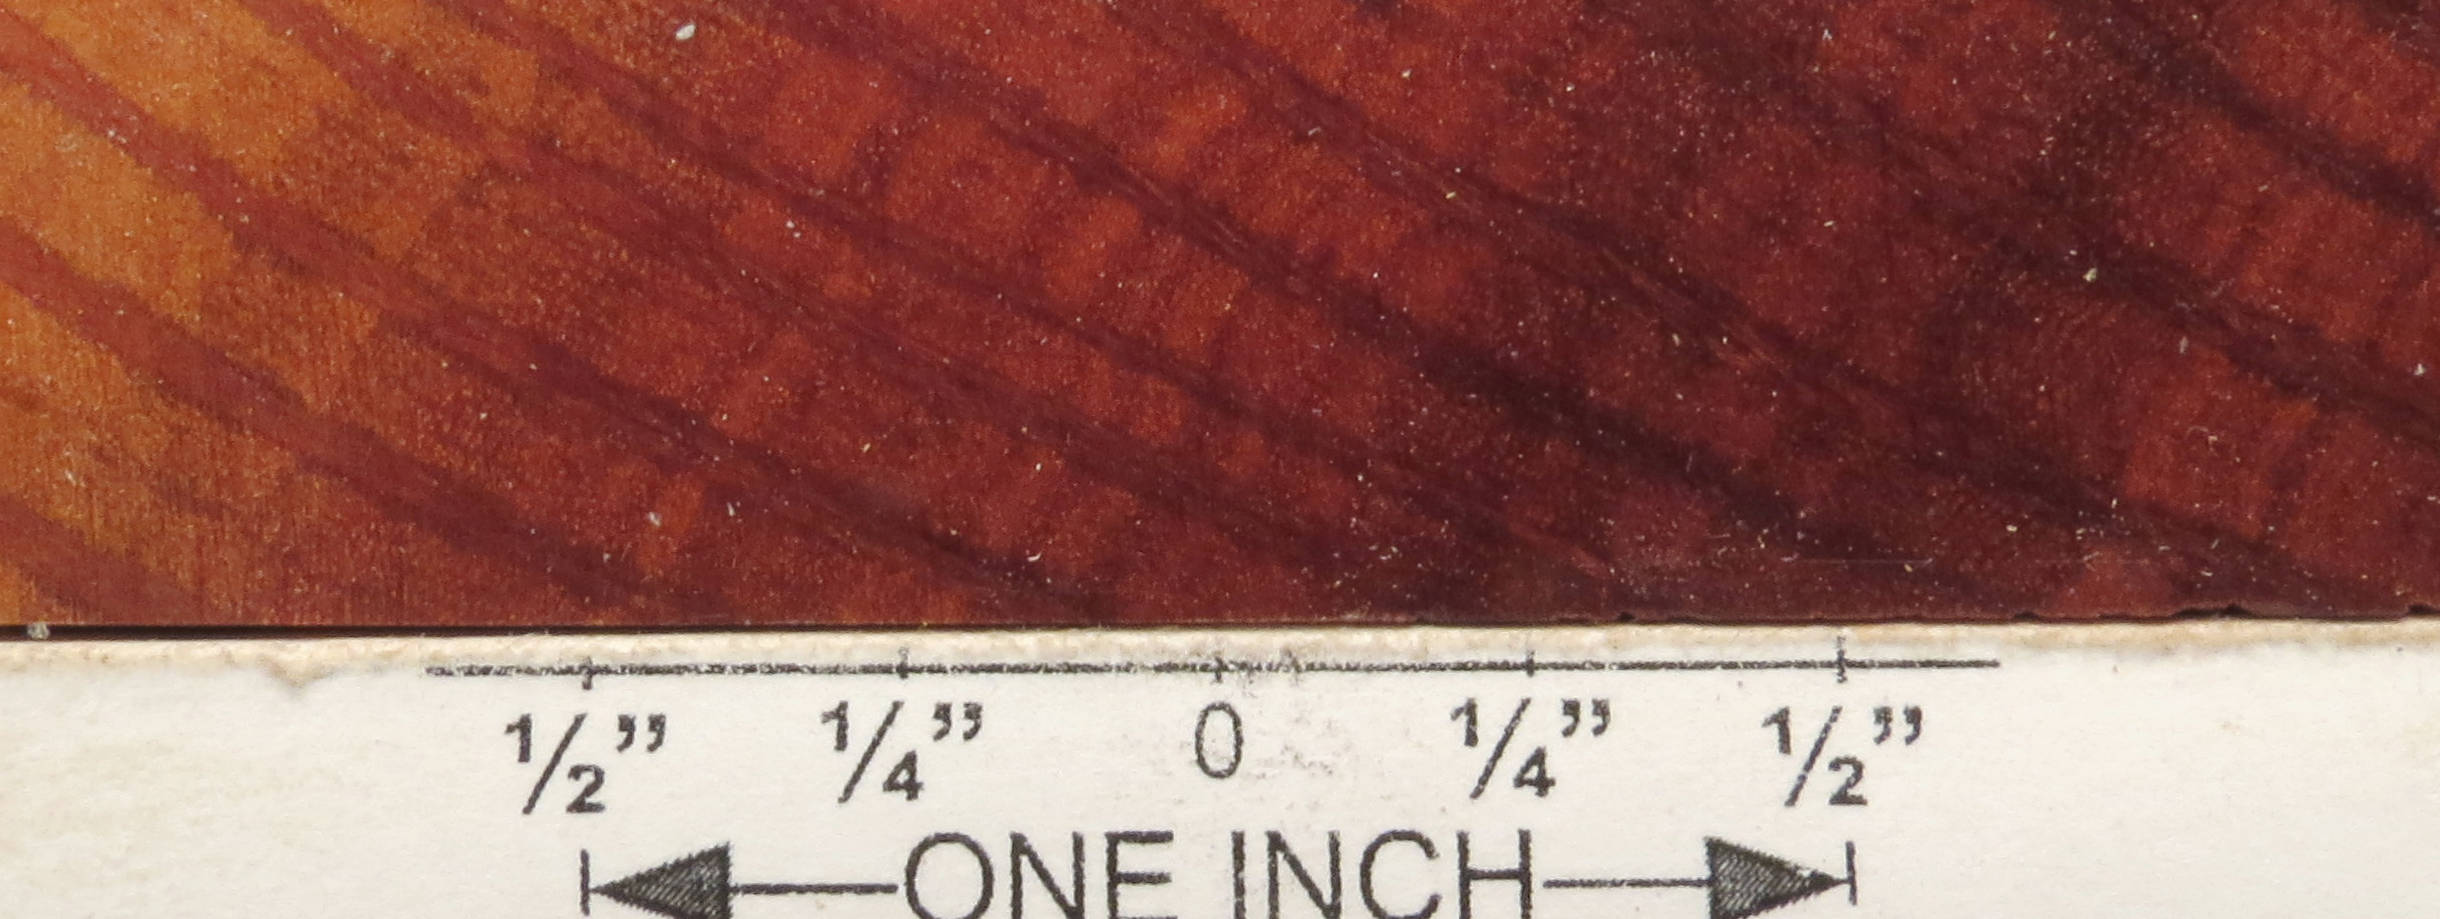 1/2” 1/4” 0 1/4” 1/2”
ONE INCH